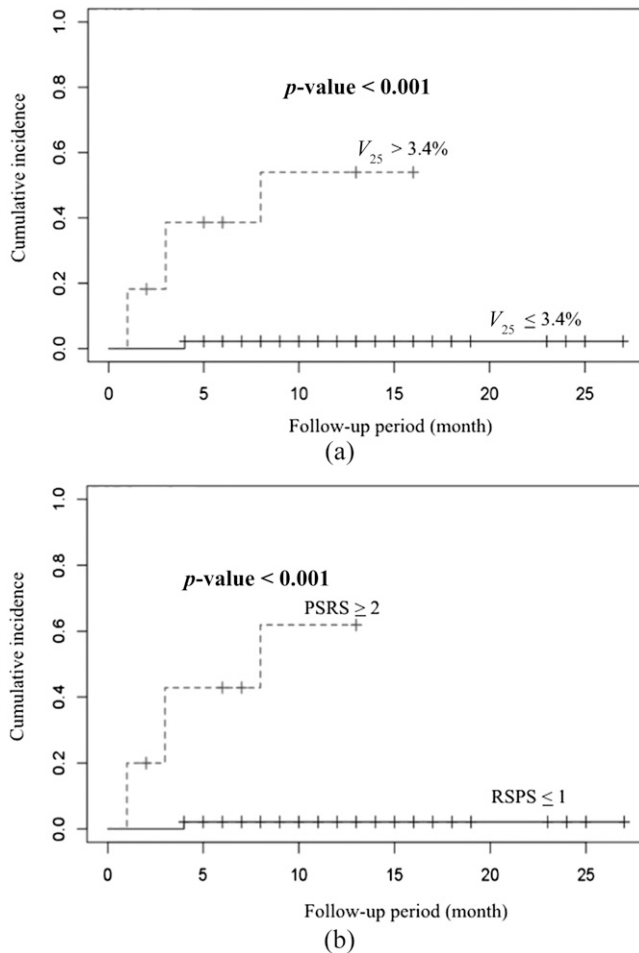 1.0
0.8
0.6
0.4
0.2
0.0
Cumulative incidence
p-value < 0.001
V25 > 3.4%
V25 ≤ 3.4%
0 5 10 15 20 25
Follow-up period (month)
(a)
1.0
0.8
0.6
0.4
0.2
0.0
Cumulative incidence
p-value < 0.001
PSRS ≥ 2
RSPS ≤ 1
0 5 10 15 20 25
Follow-up period (month)
(b)